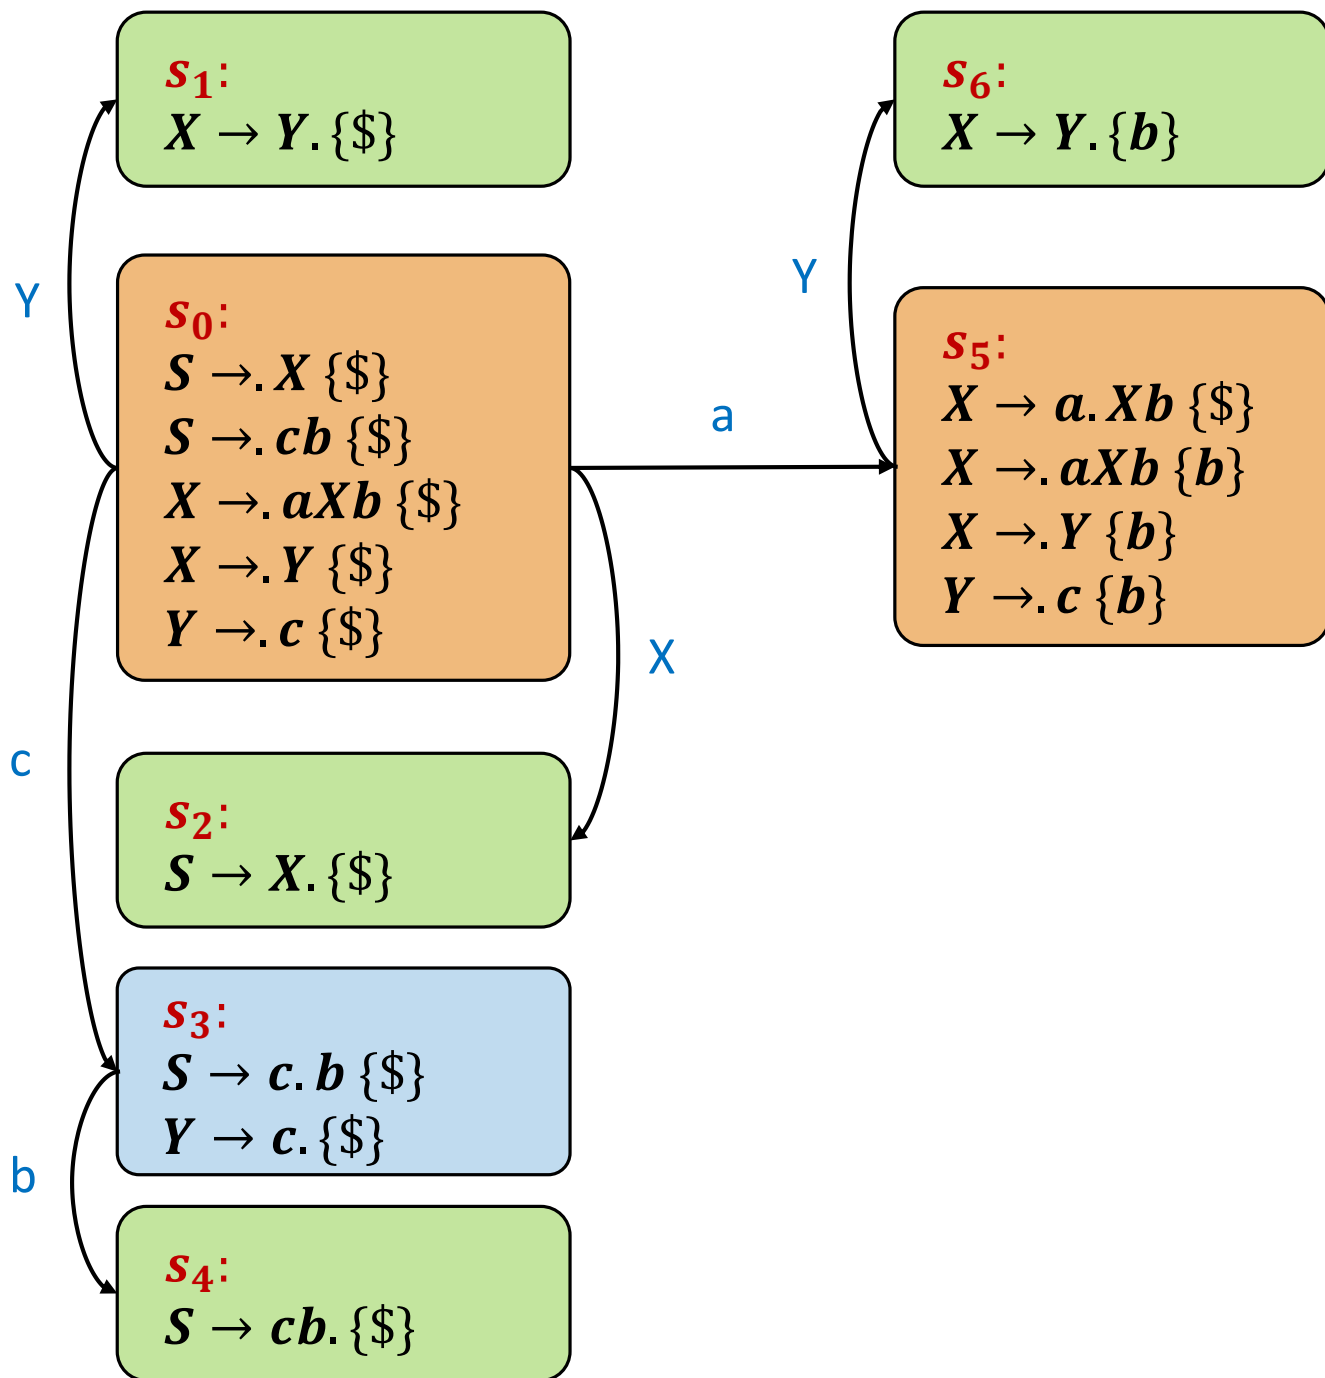 s₁:
X → Y. {$}
Y
s₀:
S →. X {$}
S →. cb {$}
X →. aXb {$}
X →. Y {$}
Y →. c {$}
c
X
s₂:
S → X. {$}
s₃:
S → c. b {$}
Y → c. {$}
b
s₄:
S → cb. {$}
a
s₆:
X → Y. {b}
Y
s₅:
X → a. Xb {$}
X →. aXb {b}
X →. Y {b}
Y →. c {b}